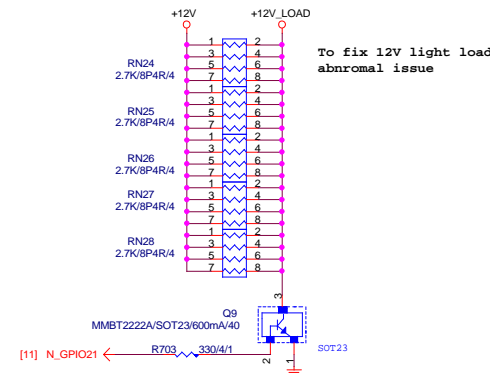 +12V +12V_LOAD
To fix 12V light load
abnromal issue
1 2
3 4
RN24
5 6
2.7K/8P4R/4
7 8
1 2
3 4
RN25
5 6
2.7K/8P4R/4
7 8
1 2
3 4
RN26
5 6
2.7K/8P4R/4
7 8
1 2
RN27
3 4
2.7K/8P4R/4
5 6
7 8
1 2
RN28
3 4
2.7K/8P4R/4
5 6
7 8
3
Q9
MMBT2222A/SOT23/600mA/40
SOT23
[11] N_GPIO21 R703 330/4/1
2 1